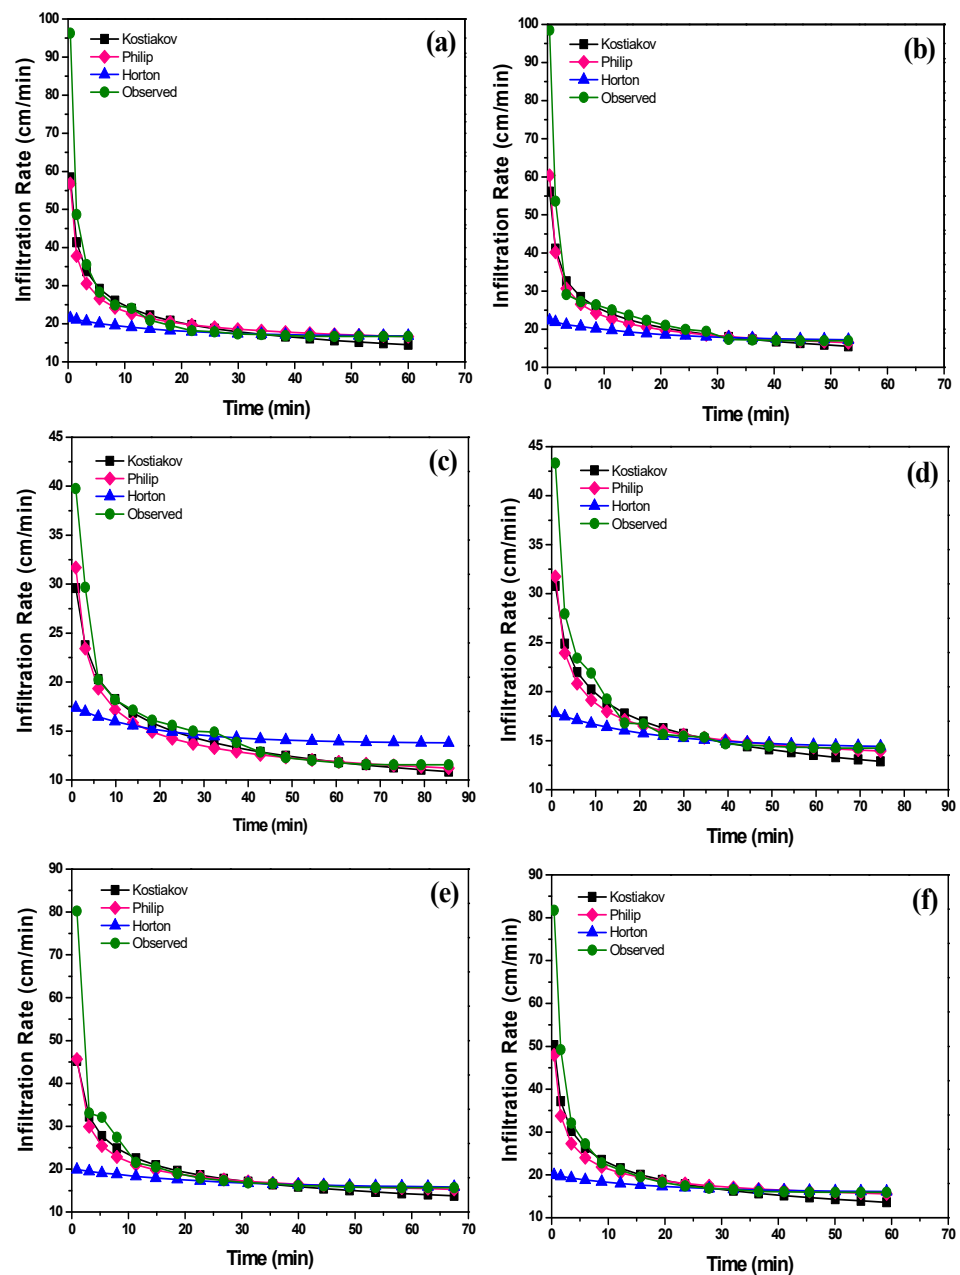 (a)
Kostiakov
Philip
Horton
Observed
Infiltration Rate (cm/min)
100
90
80
70
60
50
40
30
20
10
0 10 20 30 40 50 60 70
Time (min)
(b)
Kostiakov
Philip
Horton
Observed
Infiltration Rate (cm/min)
100
90
80
70
60
50
40
30
20
10
0 10 20 30 40 50 60 70
Time (min)
(c)
Kostiakov
Philip
Horton
Observed
Infiltration Rate (cm/min)
45
40
35
30
25
20
15
10
0 10 20 30 40 50 60 70 80 90
Time (min)
(d)
Kostiakov
Philip
Horton
Observed
Infiltration Rate (cm/min)
45
40
35
30
25
20
15
10
0 10 20 30 40 50 60 70 80 90
Time (min)
(e)
Kostiakov
Philip
Horton
Observed
Infiltration Rate (cm/min)
90
80
70
60
50
40
30
20
10
0 10 20 30 40 50 60 70
Time (min)
(f)
Kostiakov
Philip
Horton
Observed
Infiltration Rate (cm/min)
90
80
70
60
50
40
30
20
10
0 10 20 30 40 50 60 70
Time (min)